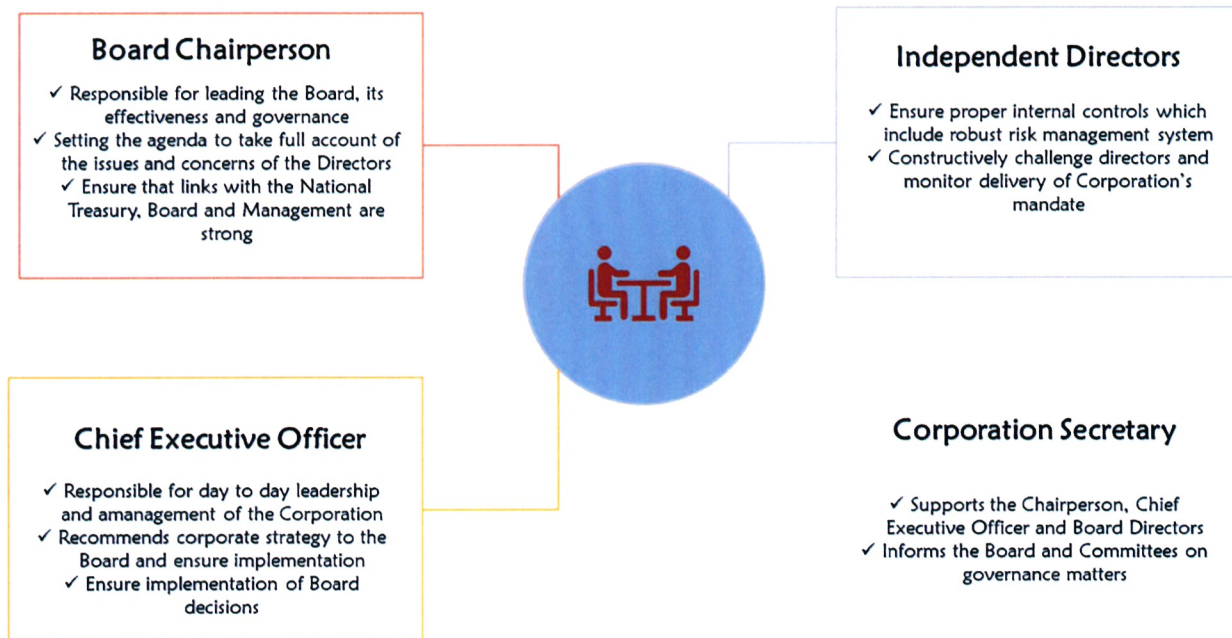 Board Chairperson
✓ Responsible for leading the Board, its
effectiveness and governance
✓ Setting the agenda to take full account of
the issues and concerns of the Directors
✓ Ensure that links with the National
Treasury, Board and Management are
strong
Independent Directors
✓ Ensure proper internal controls which
include robust risk management system
✓ Constructively challenge directors and
monitor delivery of Corporation's
mandate
Chief Executive Officer
✓ Responsible for day to day leadership
and amanagement of the Corporation
✓ Recommends corporate strategy to the
Board and ensure implementation
✓ Ensure implementation of Board
decisions
Corporation Secretary
✓ Supports the Chairperson, Chief
Executive Officer and Board Directors
✓ Informs the Board and Committees on
governance matters